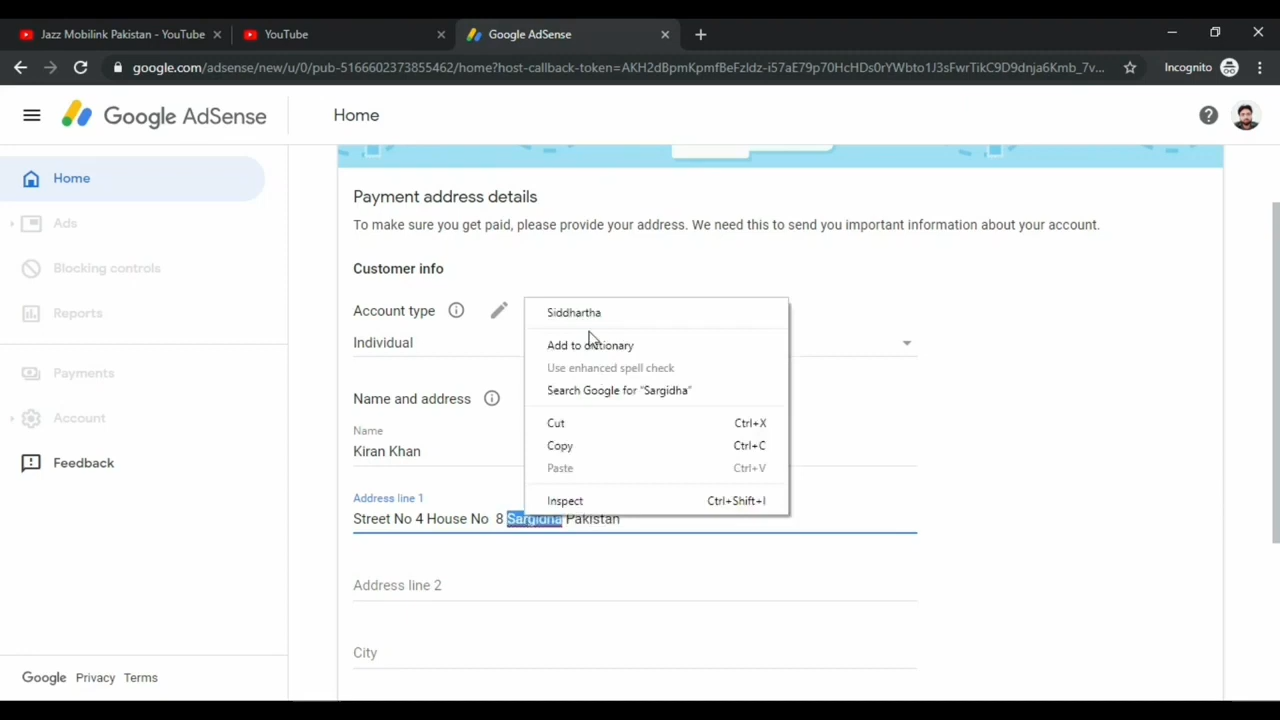 Jazz Mobilink Pakistan - YouTube
YouTube
Google AdSense
google.com/adsense/new/u/0/pub-5166602373855462/home?host-callback-token=AKH2dBpmKpmfBeFzldz-i57aE79p70HcHDs0rYWbto1J3sFwrTikC9D9dnja6Kmb_7v...
Incognito
Google AdSense
Home
Home
Ads
Blocking controls
Reports
Payments
Account
Feedback
Google Privacy Terms
Payment address details
To make sure you get paid, please provide your address. We need this to send you important information about your account.
Customer info
Account type
Individual
Name and address
Name
Kiran Khan
Address line 1
Street No 4 House No 8 Sargidha Pakistan
Address line 2
City
Siddhartha
Add to dictionary
Use enhanced spell check
Search Google for "Sargidha"
Cut Ctrl+X
Copy Ctrl+C
Paste Ctrl+V
Inspect Ctrl+Shift+I